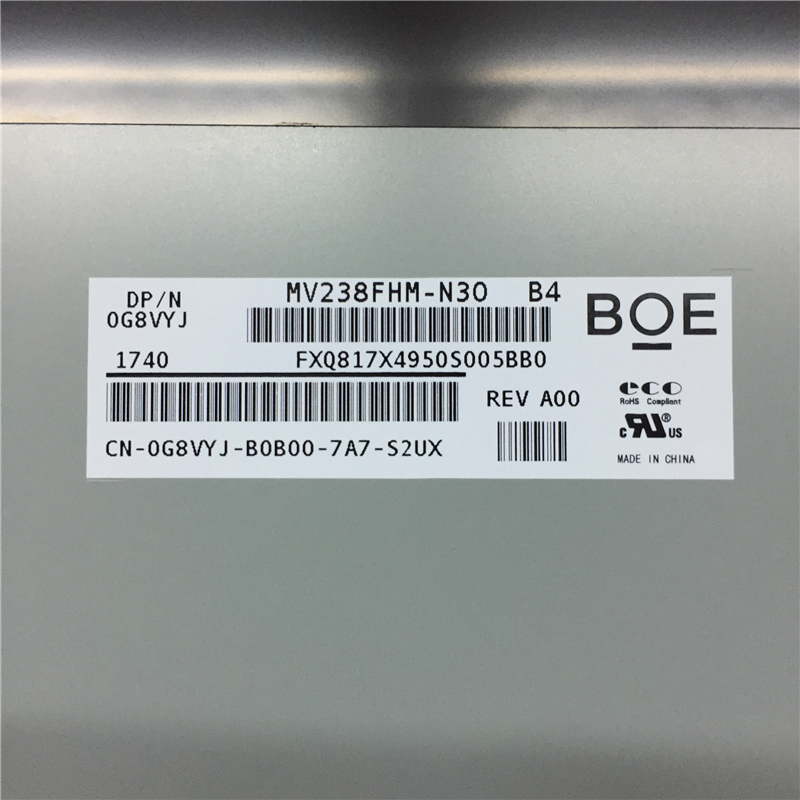 DP/N
0G8VYJ
MV238FHM-N30 B4
BOE
1740 FXQ817X4950S005BB0
REV A00
CN-0G8VYJ-B0B00-7A7-S2UX
eco
RoHS Compliant
c RU ® US
MADE IN CHINA